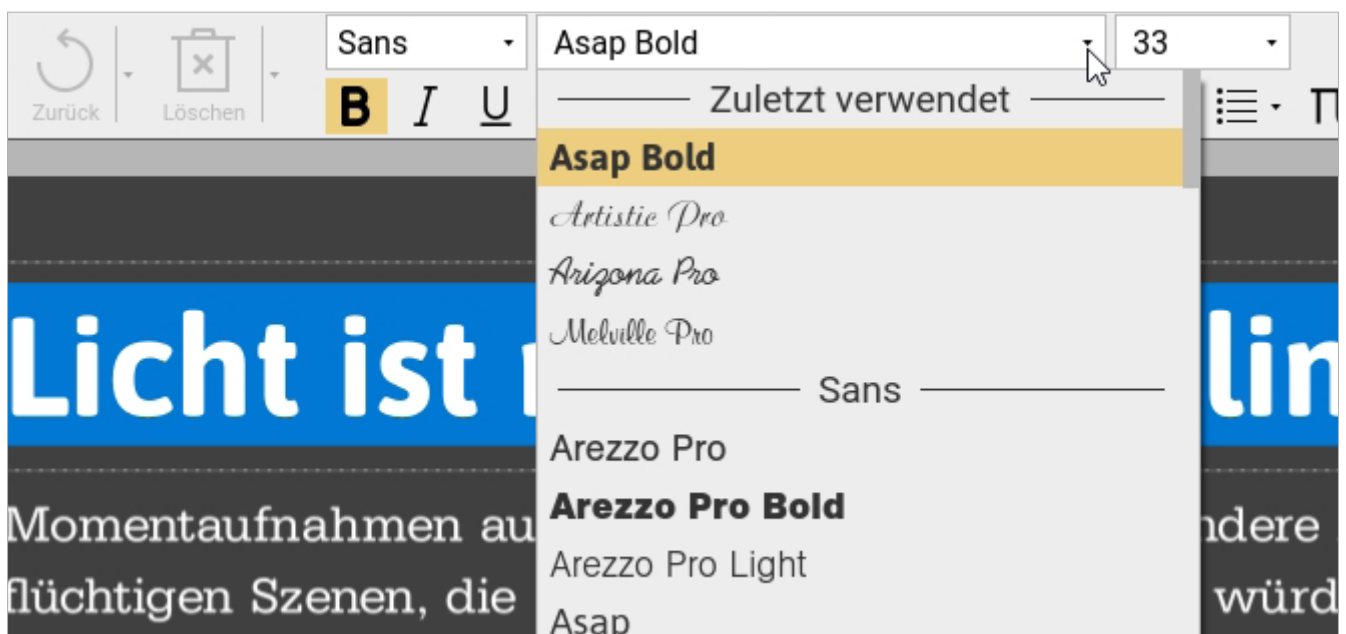 Sans Asap Bold 33
Zurück Löschen B I U
Zuletzt verwendet
Asap Bold
Artistic Pro
Arizona Pro
Melville Pro
Licht ist lin
Sans
Arezzo Pro
Arezzo Pro Bold
Momentaufnahmen au ndere
Arezzo Pro Light
flüchtigen Szenen, die würd
Asap